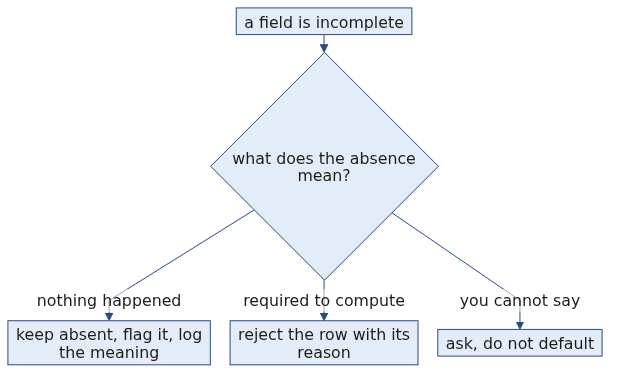 a field is incomplete
what does the absence
mean?
nothing happened
required to compute
you cannot say
keep absent, flag it, log
the meaning
reject the row with its
reason
ask, do not default